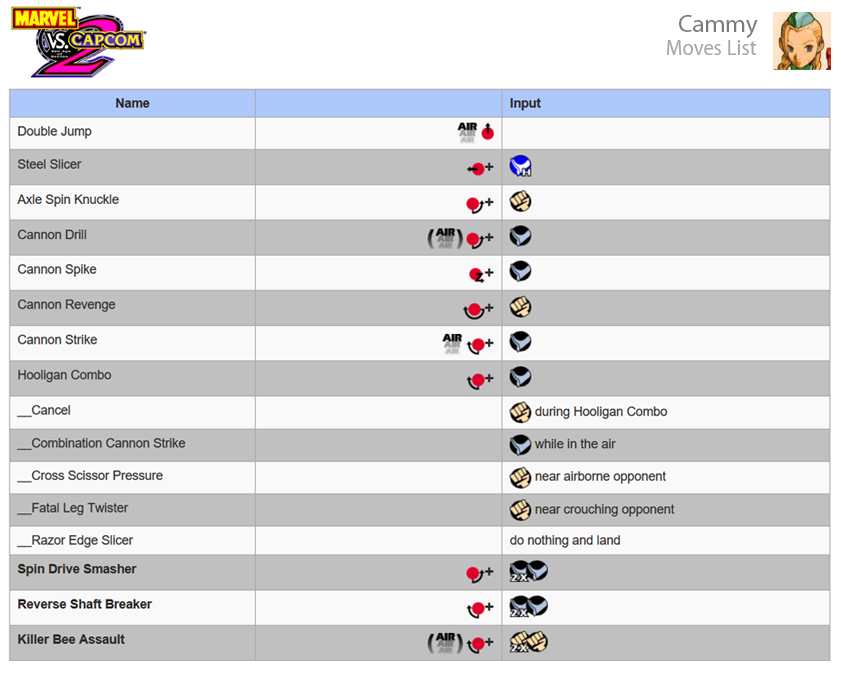 MARVEL
VS. CAPCOM
2
Cammy
Moves List
Name Input
Double Jump AIR AIR AIR
Steel Slicer + H
Axle Spin Knuckle +
Cannon Drill (AIR AIR AIR) +
Cannon Spike Z +
Cannon Revenge +
Cannon Strike AIR AIR AIR +
Hooligan Combo +
__Cancel during Hooligan Combo
__Combination Cannon Strike while in the air
__Cross Scissor Pressure near airborne opponent
__Fatal Leg Twister near crouching opponent
__Razor Edge Slicer do nothing and land
Spin Drive Smasher + 2X
Reverse Shaft Breaker + 2X
Killer Bee Assault (AIR AIR AIR) + 2X